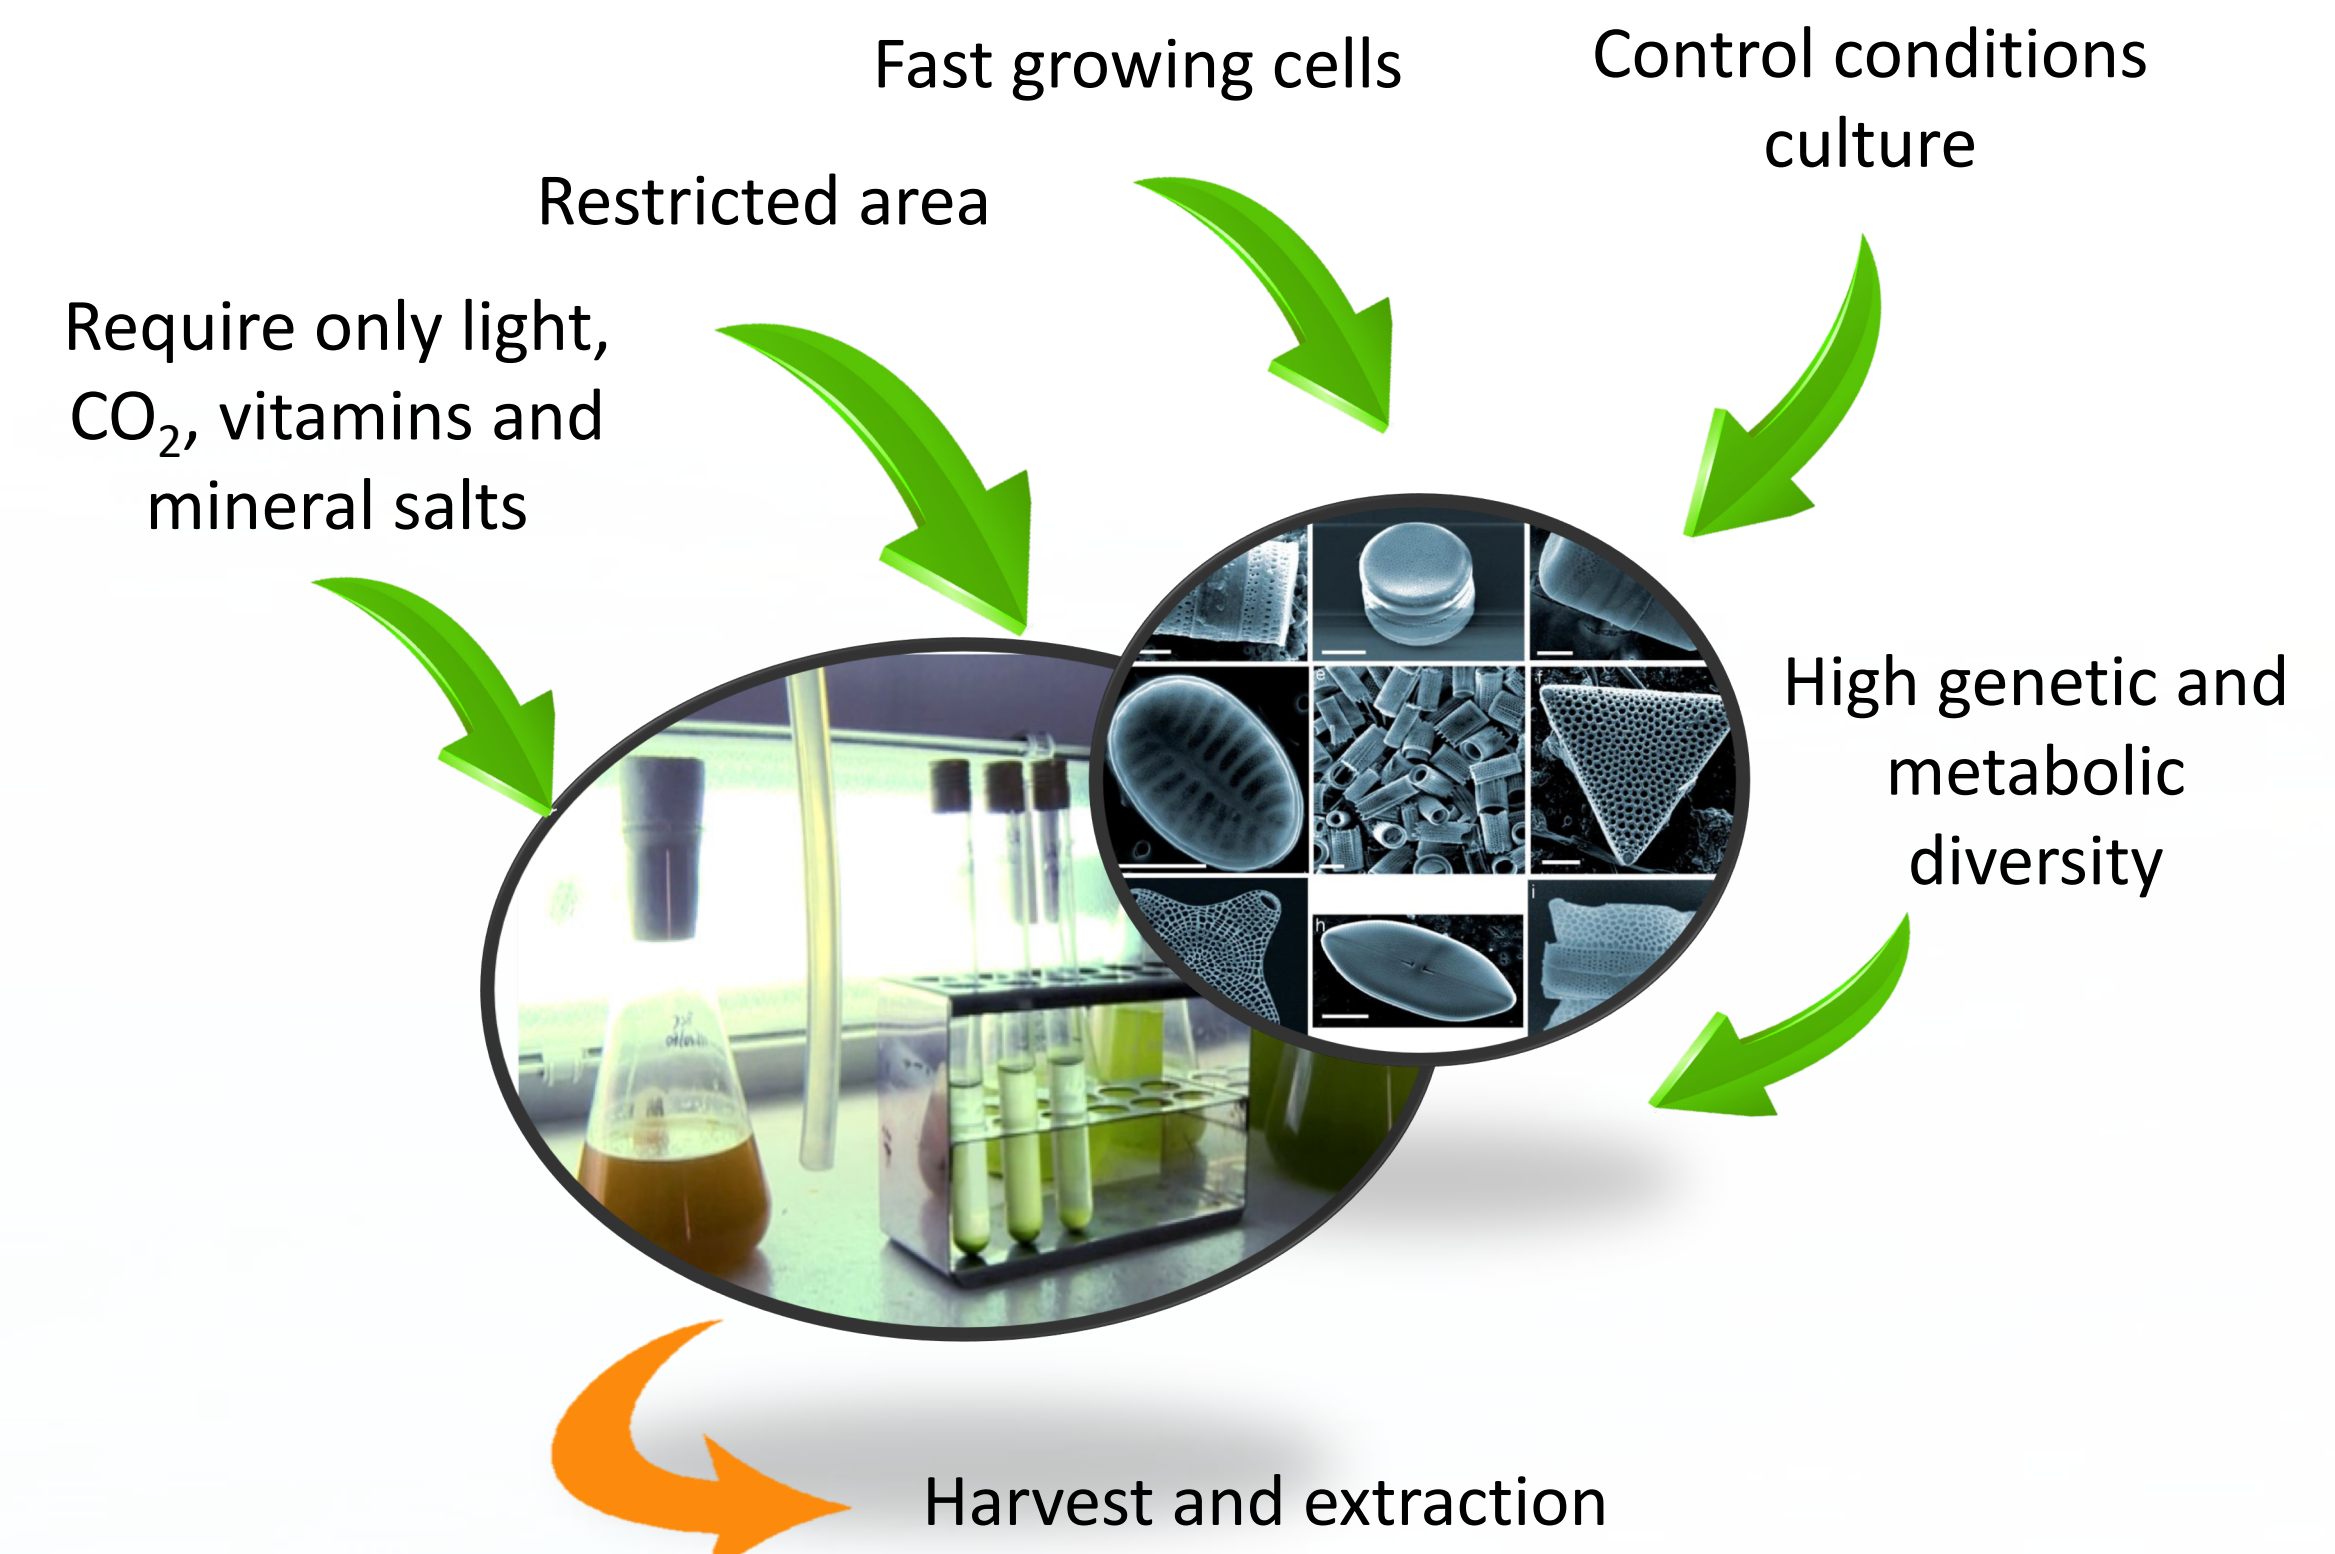 Fast growing cells
Control conditions
culture
Restricted area
Require only light,
CO₂, vitamins and
mineral salts
High genetic and
metabolic
diversity
e
f
h
i
Harvest and extraction